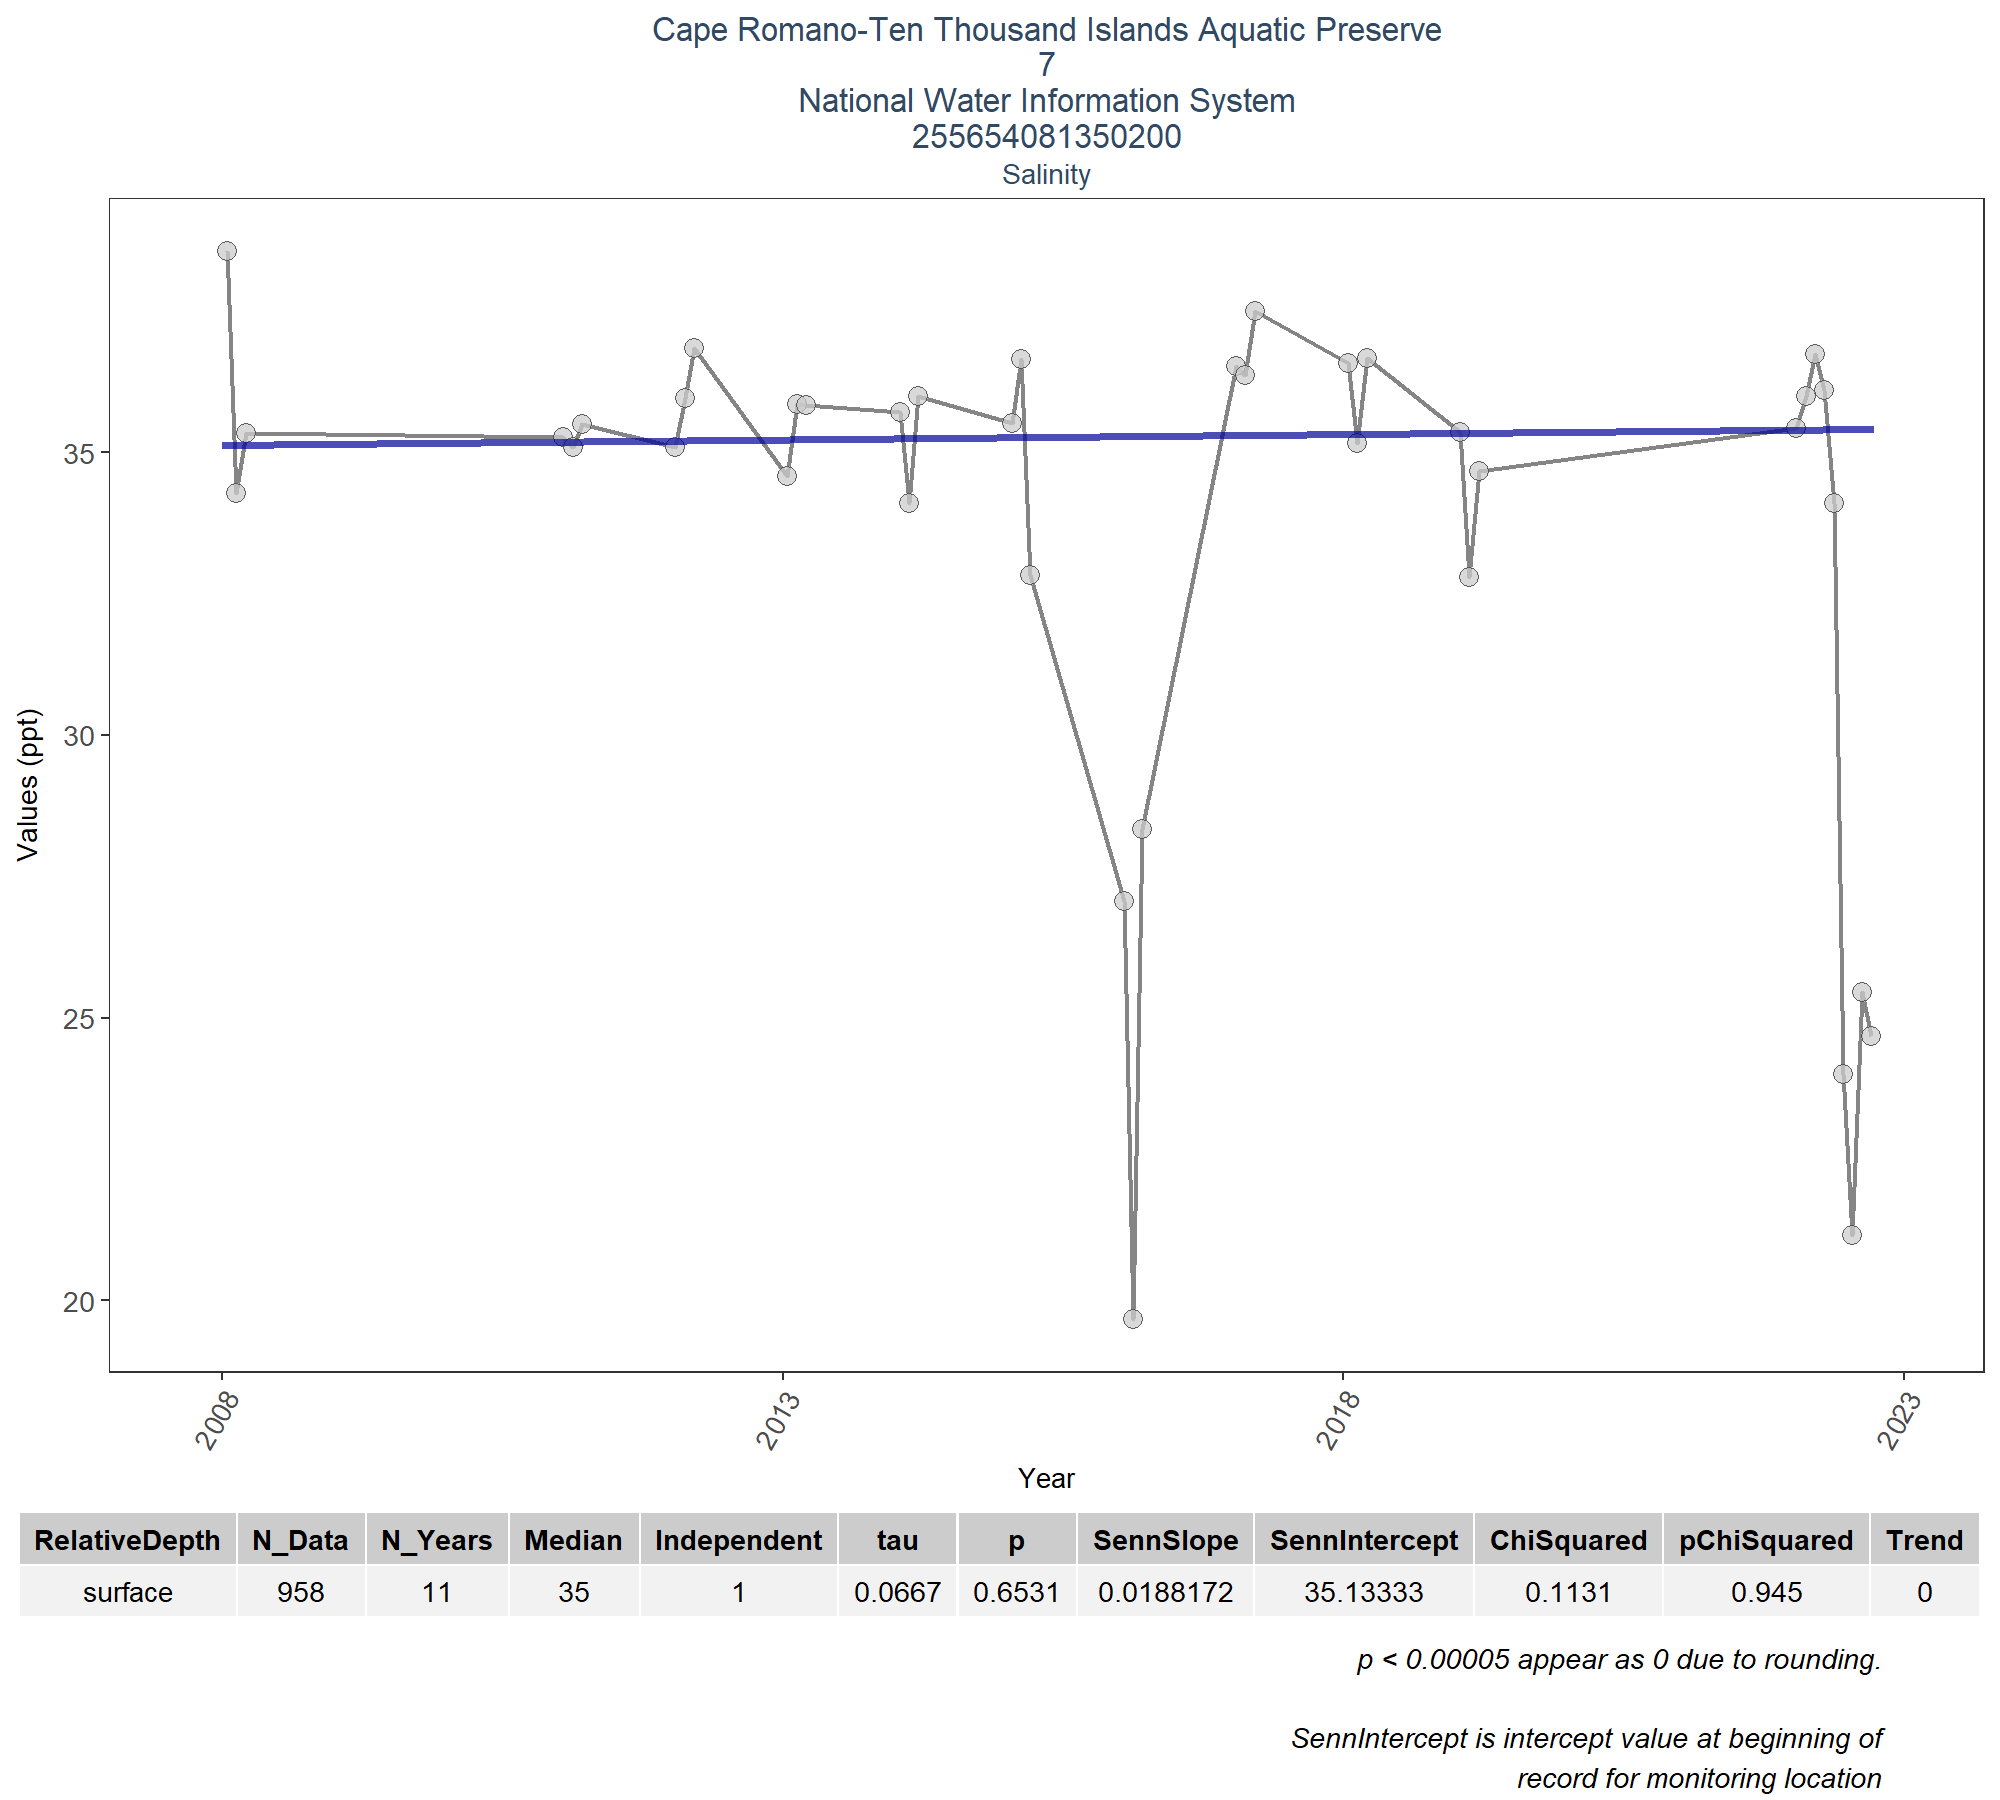 Cape Romano-Ten Thousand Islands Aquatic Preserve
7
National Water Information System
255654081350200
Salinity
Values (ppt)
35
30
25
20
2008 2013 2018 2023
Year
RelativeDepth N_Data N_Years Median Independent tau p SennSlope SennIntercept ChiSquared pChiSquared Trend
surface 958 11 35 1 0.0667 0.6531 0.0188172 35.13333 0.1131 0.945 0
p < 0.00005 appear as 0 due to rounding.
SennIntercept is intercept value at beginning of
record for monitoring location